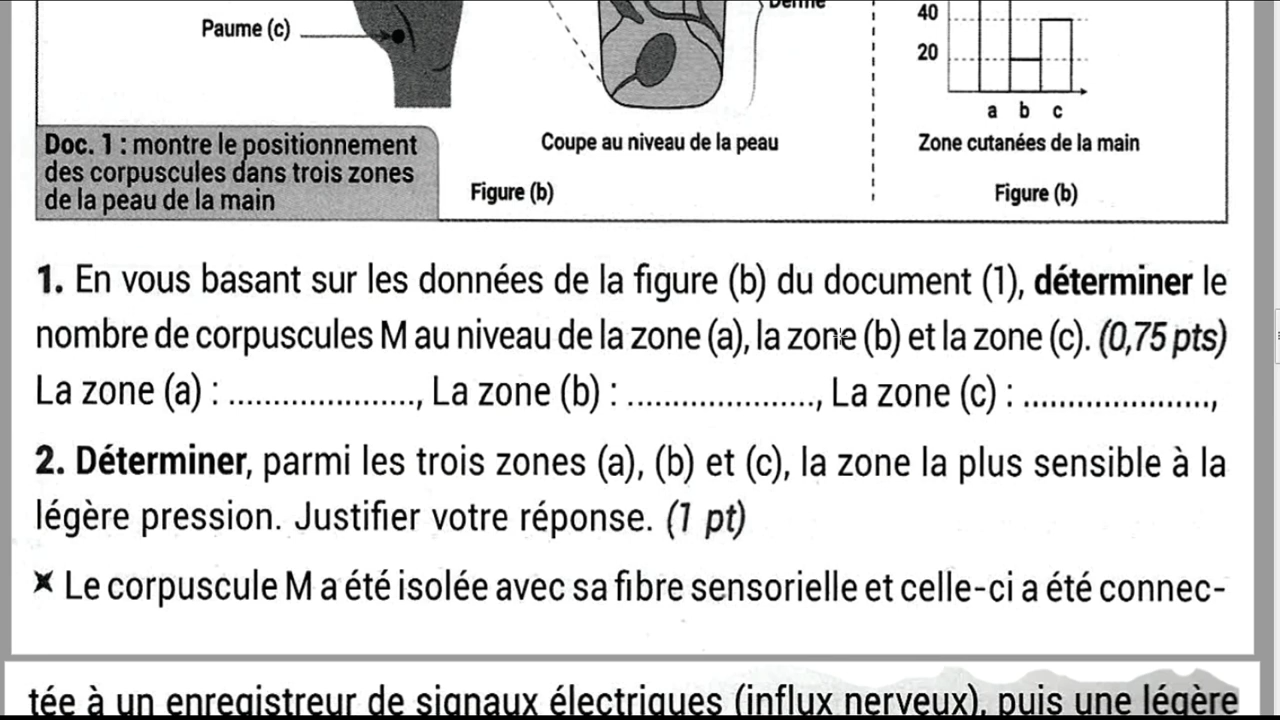 Derme
40
Paume (c)
20
a b c
Doc. 1 : montre le positionnement
des corpuscules dans trois zones
de la peau de la main
Coupe au niveau de la peau
Zone cutanées de la main
Figure (b)
Figure (b)
1. En vous basant sur les données de la figure (b) du document (1), déterminer le
nombre de corpuscules M au niveau de la zone (a), la zone (b) et la zone (c). (0,75 pts)
La zone (a) : ....................., La zone (b) : ....................., La zone (c) : .....................,
2. Déterminer, parmi les trois zones (a), (b) et (c), la zone la plus sensible à la
légère pression. Justifier votre réponse. (1 pt)
Le corpuscule M a été isolée avec sa fibre sensorielle et celle-ci a été connec-
tée à un enregistreur de signaux électriques (influx nerveux), puis une légère